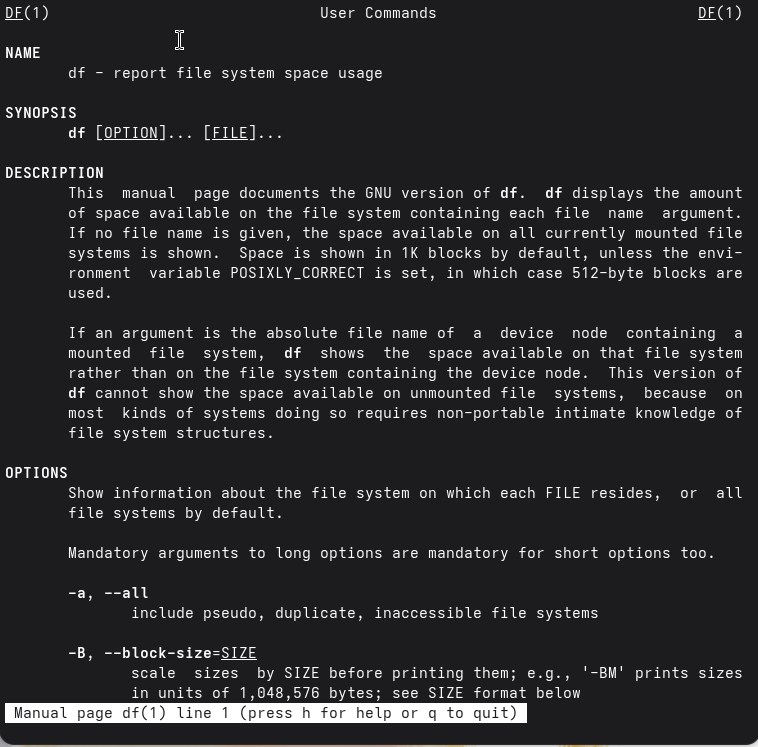 DF(1) User Commands DF(1)
NAME
df - report file system space usage
SYNOPSIS
df [OPTION]... [FILE]...
DESCRIPTION
This manual page documents the GNU version of df. df displays the amount
of space available on the file system containing each file name argument.
If no file name is given, the space available on all currently mounted file
systems is shown. Space is shown in 1K blocks by default, unless the envi-
ronment variable POSIXLY_CORRECT is set, in which case 512-byte blocks are
used.
If an argument is the absolute file name of a device node containing a
mounted file system, df shows the space available on that file system
rather than on the file system containing the device node. This version of
df cannot show the space available on unmounted file systems, because on
most kinds of systems doing so requires non-portable intimate knowledge of
file system structures.
OPTIONS
Show information about the file system on which each FILE resides, or all
file systems by default.
Mandatory arguments to long options are mandatory for short options too.
-a, --all
include pseudo, duplicate, inaccessible file systems
-B, --block-size=SIZE
scale sizes by SIZE before printing them; e.g., '-BM' prints sizes
in units of 1,048,576 bytes; see SIZE format below
Manual page df(1) line 1 (press h for help or q to quit)